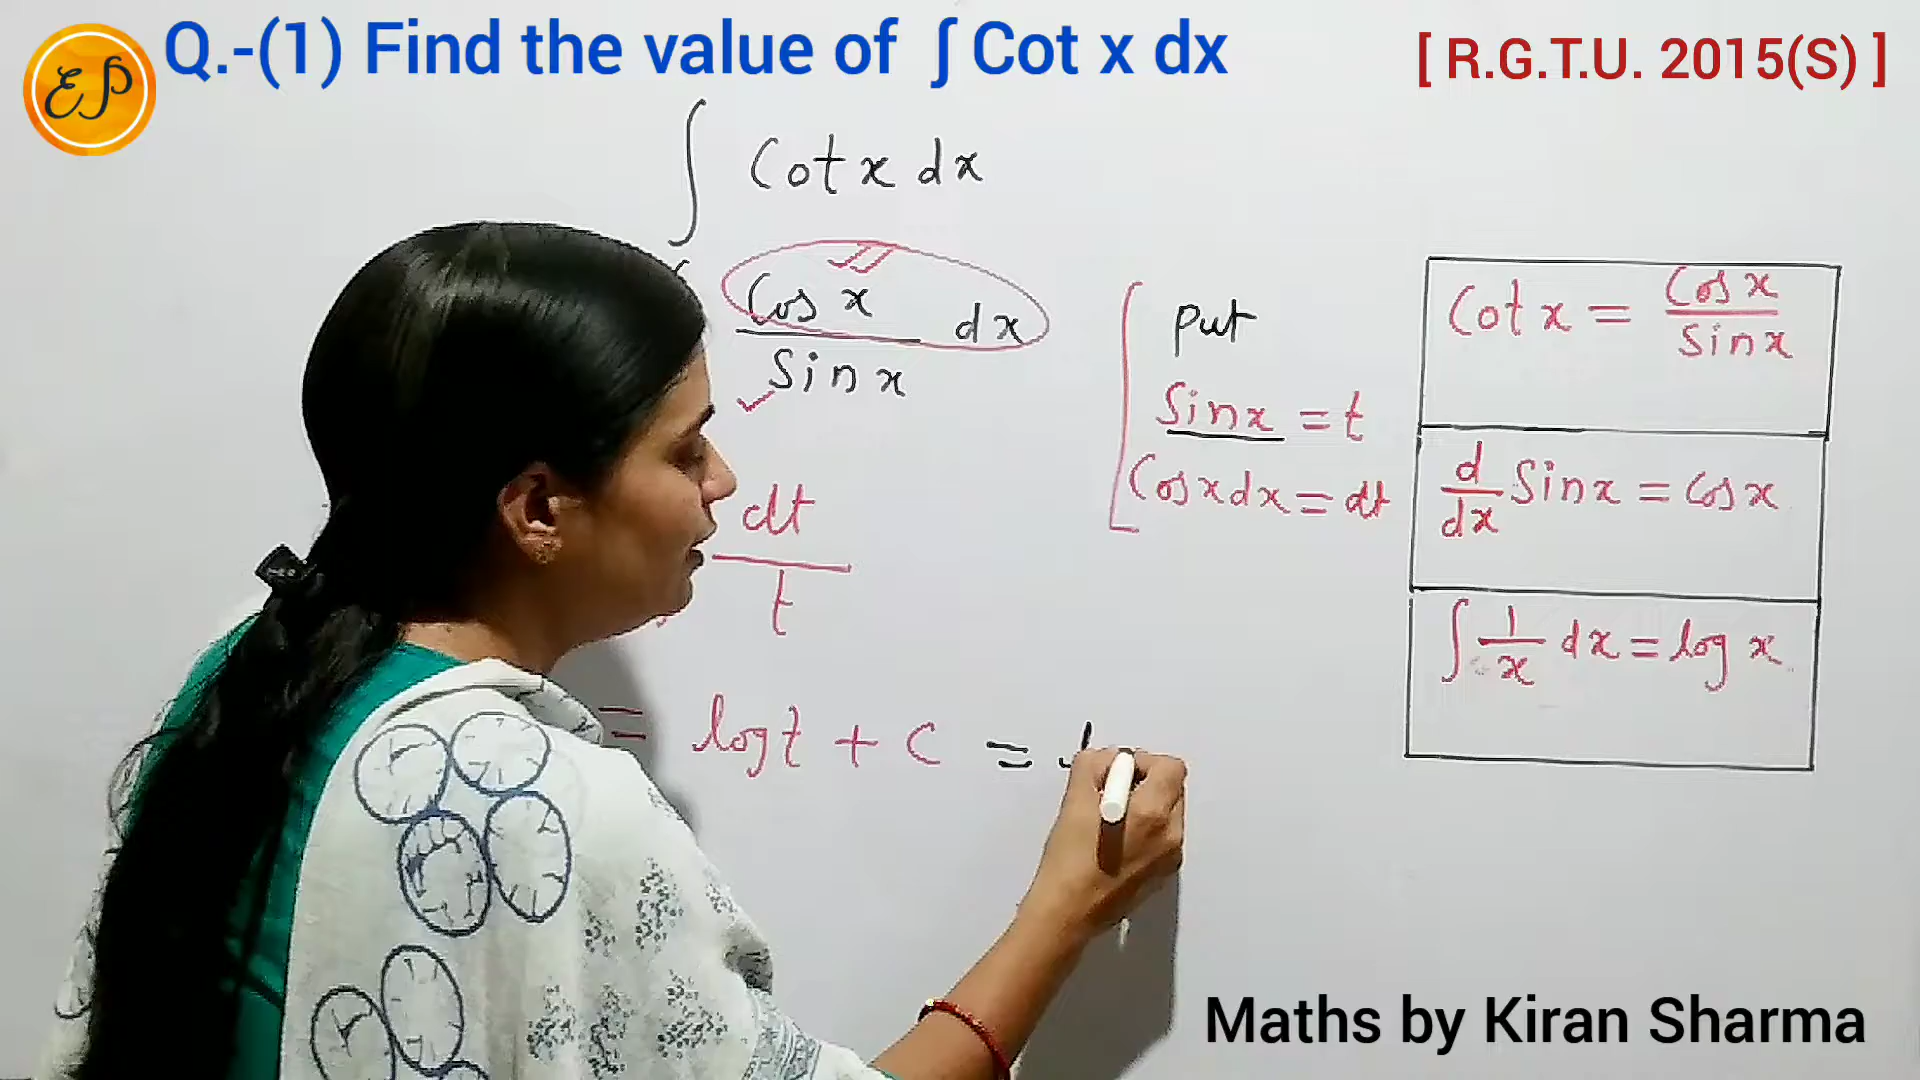 Q.-(1) Find the value of ∫ Cot x dx
[ R.G.T.U. 2015(S) ]
EP
∫ Cot x dx
Cos x / Sin x dx
dt / t
= log t + c =
put
Sin x = t
Cos x dx = dt
Cot x = Cos x / Sin x
d/dx Sin x = Cos x
∫ 1/x dx = log x
Maths by Kiran Sharma